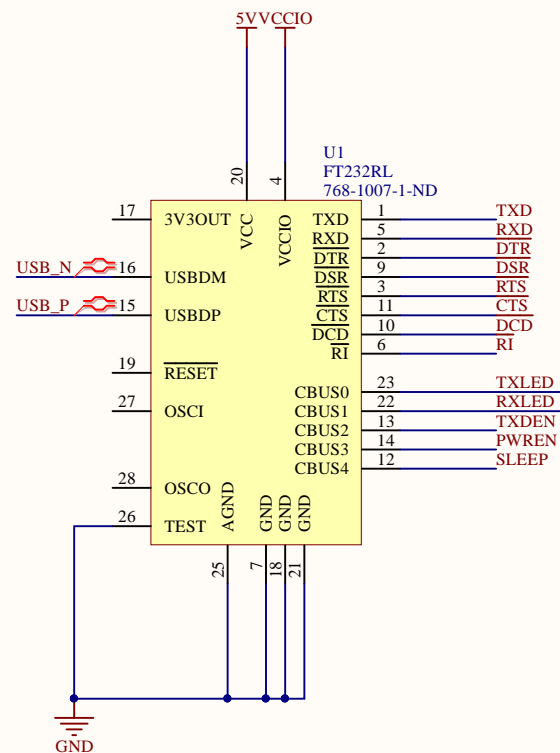 5V VCCIO
U1
FT232RL
768-1007-1-ND
20 4
VCC VCCIO
17 3V3OUT TXD 1 TXD
RXD 5 RXD
DTR 2 DTR
USB_N 16 USBDM DSR 9 DSR
RTS 3 RTS
USB_P 15 USBDP CTS 11 CTS
DCD 10 DCD
RI 6 RI
19 RESET
CBUS0 23 TXLED
27 OSCI CBUS1 22 RXLED
CBUS2 13 TXDEN
CBUS3 14 PWREN
CBUS4 12 SLEEP
28 OSCO
26 TEST
AGND GND GND GND
25 7 18 21
GND